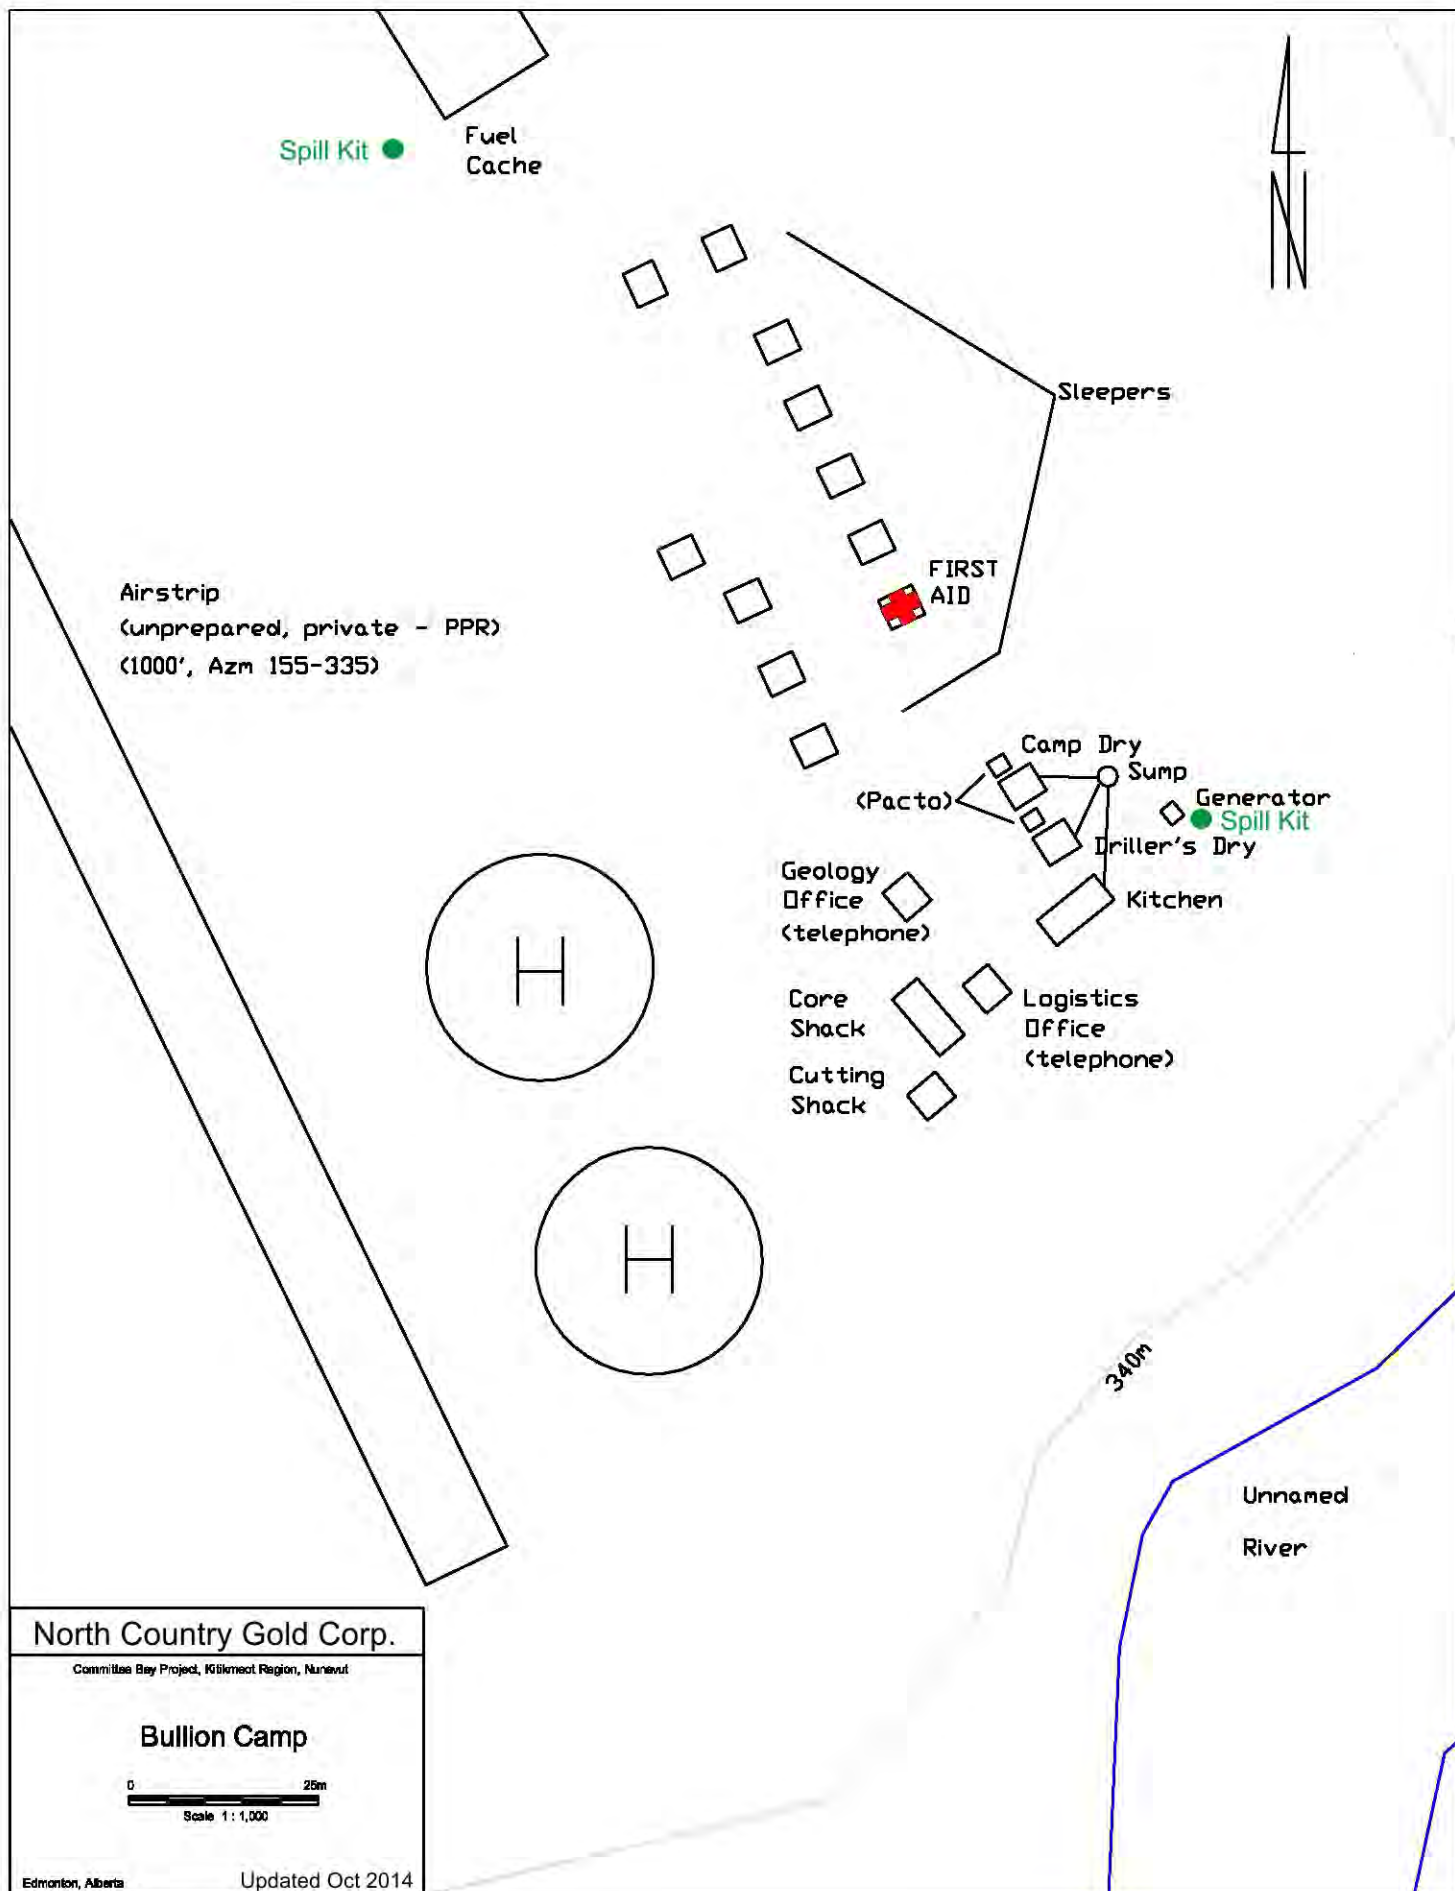 Fuel
Cache
Spill Kit
N
Sleepers
FIRST
AID
Airstrip
(unprepared, private - PPR)
(1000', Azm 155-335)
Camp Dry
Sump
(Pacto)
Generator
Spill Kit
Driller's Dry
Geology
Office
(telephone)
Kitchen
H
Core
Shack
Logistics
Office
(telephone)
Cutting
Shack
H
340m
Unnamed
River
North Country Gold Corp.
Committee Bay Project, Kitikmeot Region, Nunavut
Bullion Camp
0 25m
Scale 1 : 1,000
Edmonton, Alberta Updated Oct 2014